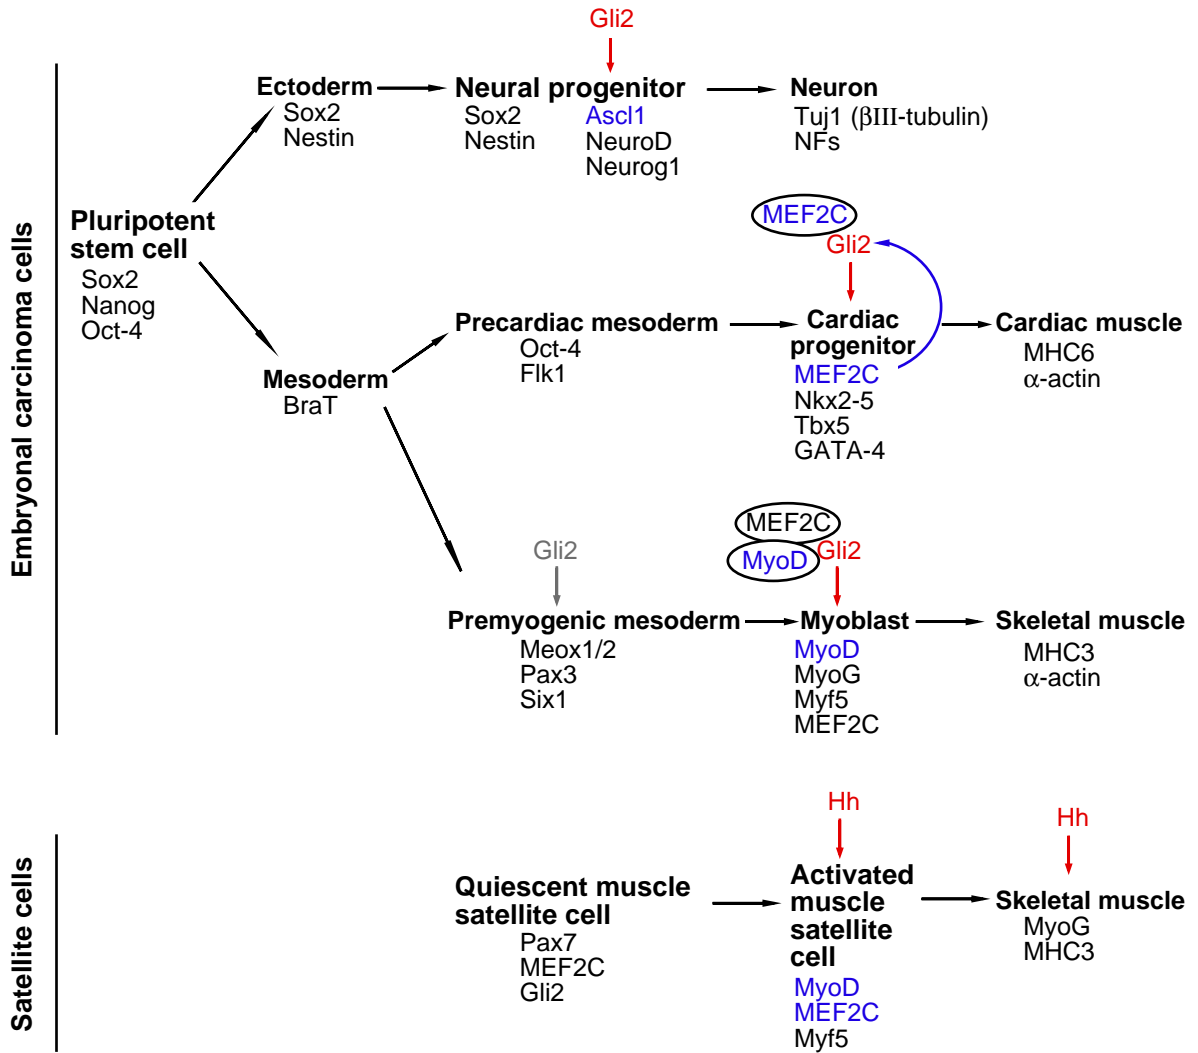 Embryonal carcinoma cells
Pluripotent
stem cell
Sox2
Nanog
Oct-4
Ectoderm
Sox2
Nestin
Gli2
Neural progenitor
Sox2
Nestin
Ascl1
NeuroD
Neurog1
Neuron
Tuj1 (βIII-tubulin)
NFs
Mesoderm
BraT
Precardiac mesoderm
Oct-4
Flk1
MEF2C
Gli2
Cardiac
progenitor
MEF2C
Nkx2-5
Tbx5
GATA-4
Cardiac muscle
MHC6
α-actin
Gli2
Premyogenic mesoderm
Meox1/2
Pax3
Six1
MEF2C
MyoD
Gli2
Myoblast
MyoD
MyoG
Myf5
MEF2C
Skeletal muscle
MHC3
α-actin
Satellite cells
Quiescent muscle
satellite cell
Pax7
MEF2C
Gli2
Hh
Activated
muscle
satellite
cell
MyoD
MEF2C
Myf5
Hh
Skeletal muscle
MyoG
MHC3